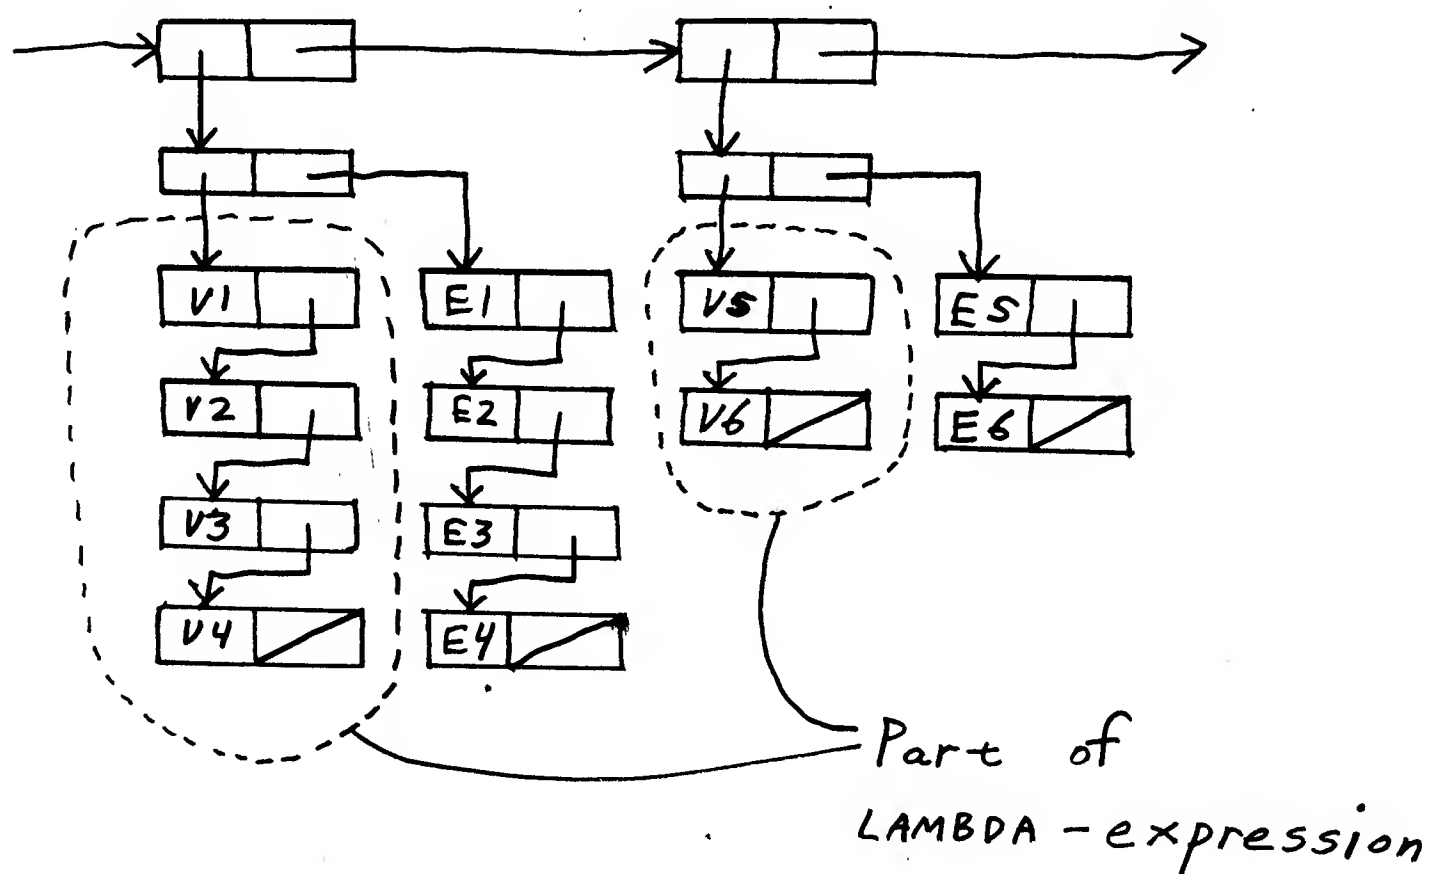 V1 E1 V5 E5
V2 E2 V6 E6
V3 E3
V4 E4
Part of
LAMBDA - expression